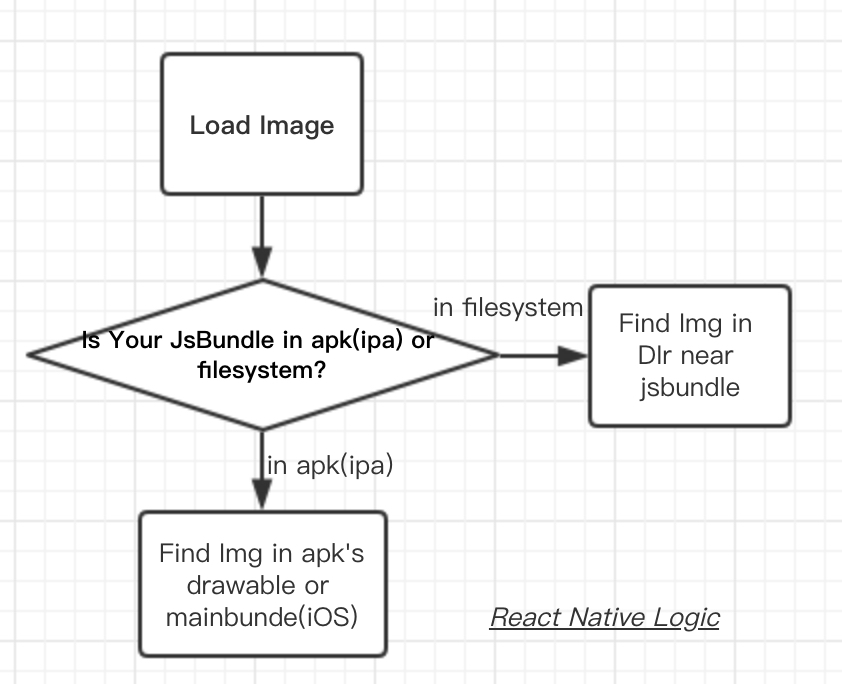 Load Image
in filesystem
Is Your JsBundle in apk(ipa) or
filesystem?
Find Img in
DIr near
jsbundle
in apk(ipa)
Find Img in apk's
drawable or
mainbunde(iOS)
React Native Logic